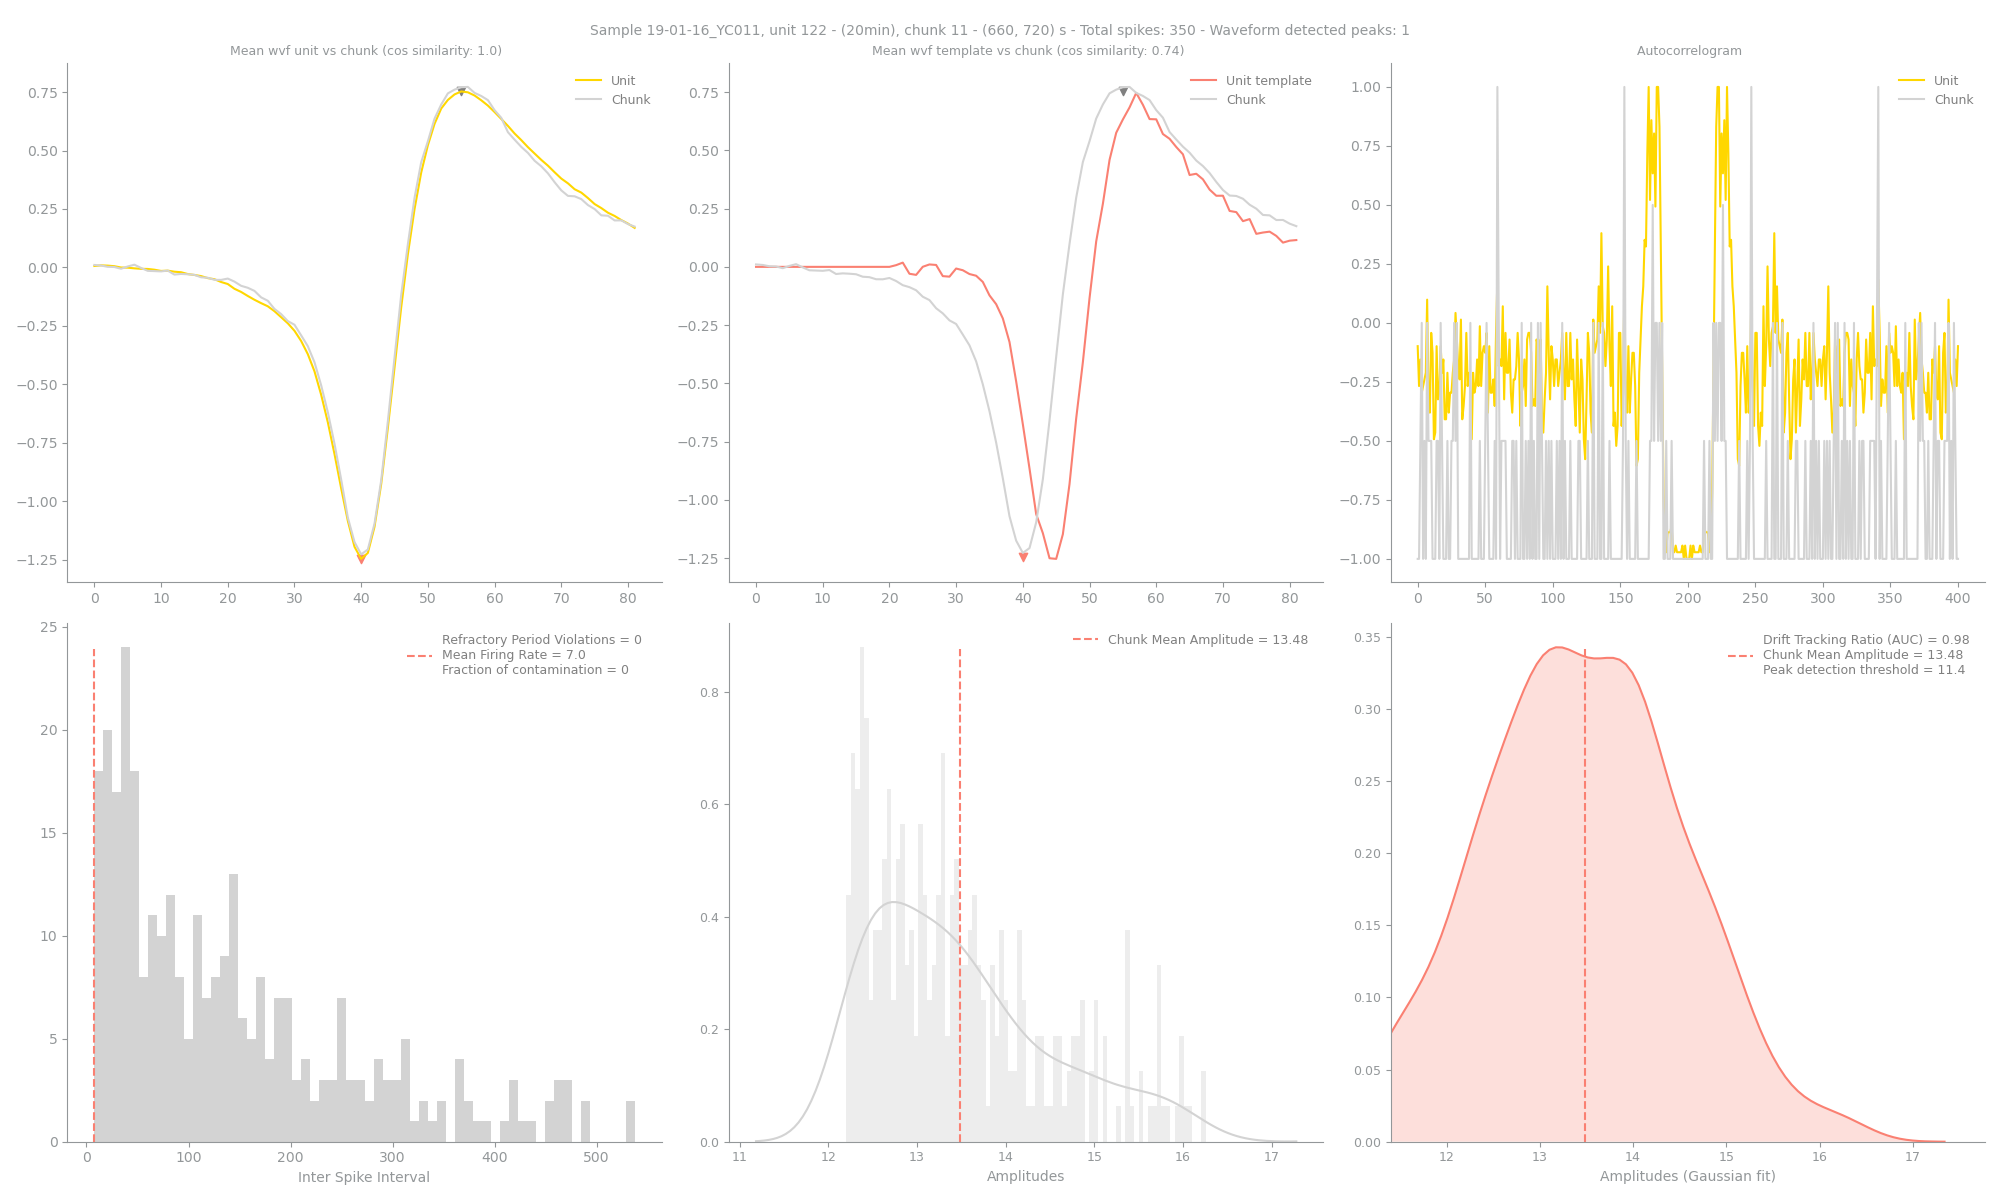 Sample 19-01-16_YC011, unit 122 - (20min), chunk 11 - (660, 720) s - Total spikes: 350 - Waveform detected peaks: 1
Mean wvf unit vs chunk (cos similarity: 1.0)
Unit
Chunk
0.75
0.50
0.25
0.00
−0.25
−0.50
−0.75
−1.00
−1.25
0 10 20 30 40 50 60 70 80
Mean wvf template vs chunk (cos similarity: 0.74)
Unit template
Chunk
0.75
0.50
0.25
0.00
−0.25
−0.50
−0.75
−1.00
−1.25
0 10 20 30 40 50 60 70 80
Autocorrelogram
Unit
Chunk
1.00
0.75
0.50
0.25
0.00
−0.25
−0.50
−0.75
−1.00
0 50 100 150 200 250 300 350 400
Refractory Period Violations = 0
Mean Firing Rate = 7.0
Fraction of contamination = 0
25
20
15
10
5
0
0 100 200 300 400 500
Inter Spike Interval
Chunk Mean Amplitude = 13.48
0.8
0.6
0.4
0.2
0.0
11 12 13 14 15 16 17
Amplitudes
Drift Tracking Ratio (AUC) = 0.98
Chunk Mean Amplitude = 13.48
Peak detection threshold = 11.4
0.35
0.30
0.25
0.20
0.15
0.10
0.05
0.00
12 13 14 15 16 17
Amplitudes (Gaussian fit)